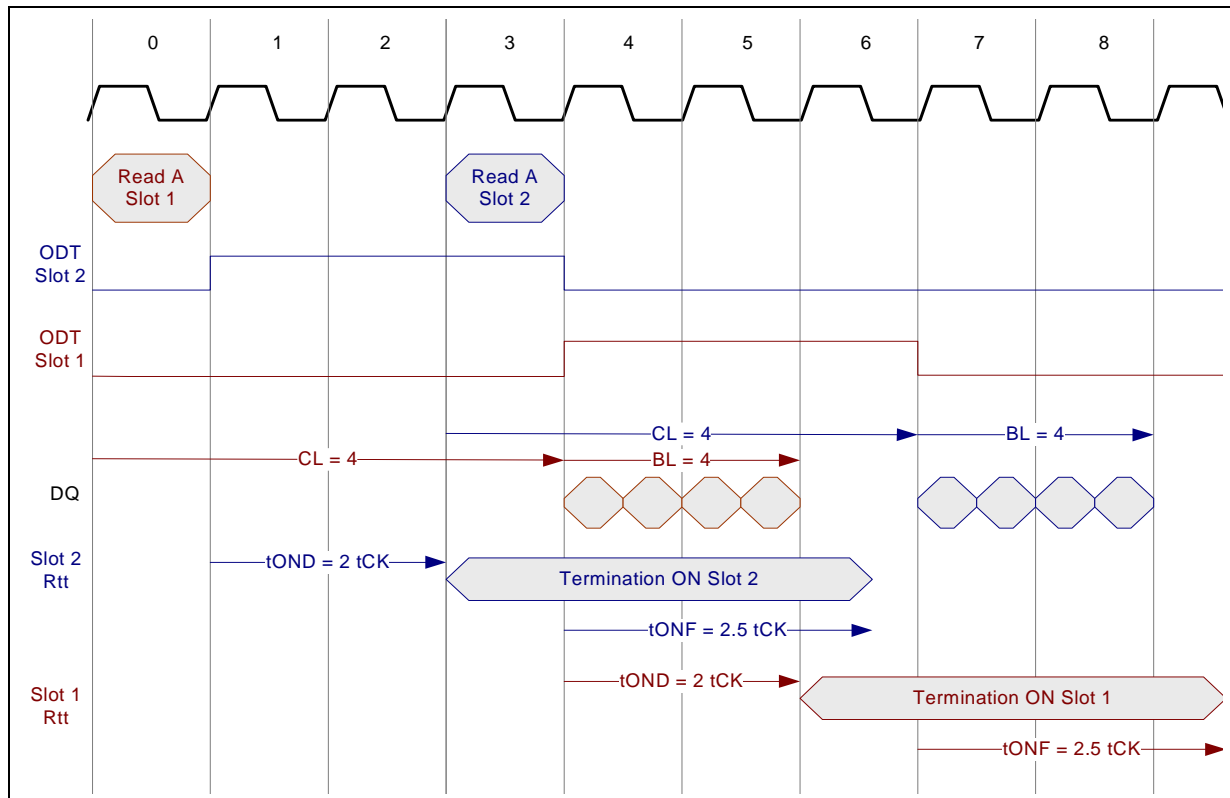 0 1 2 3 4 5 6 7 8
Read A
Slot 1
Read A
Slot 2
ODT
Slot 2
ODT
Slot 1
CL = 4
BL = 4
CL = 4
BL = 4
DQ
Slot 2
Rtt
tOND = 2 tCK
Termination ON Slot 2
tONF = 2.5 tCK
Slot 1
Rtt
tOND = 2 tCK
Termination ON Slot 1
tONF = 2.5 tCK